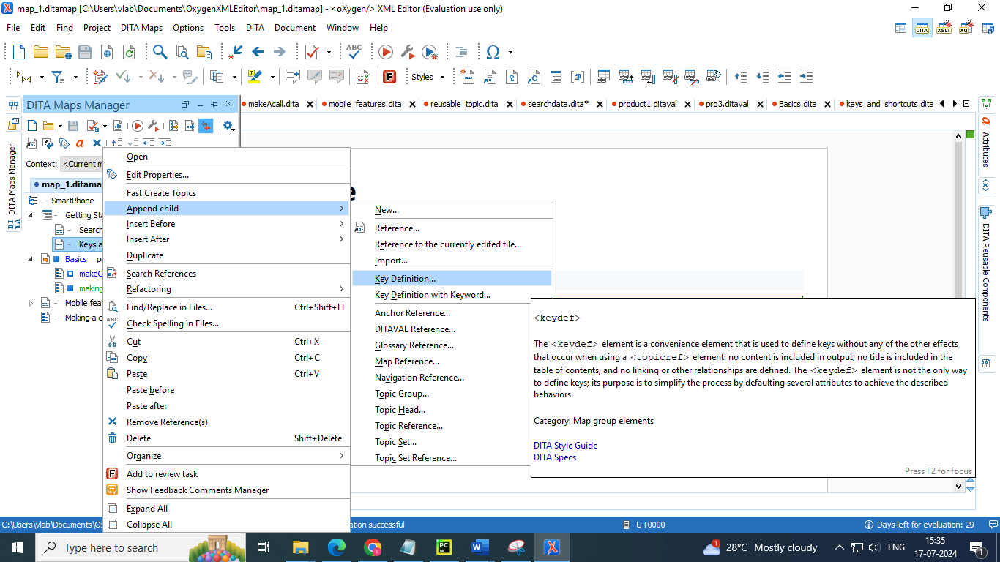 map_1.ditamap [C:\Users\vlab\Documents\OxygenXMLEditor\map_1.ditamap] - <oXygen/> XML Editor (Evaluation use only)
File Edit Find Project DITA Maps Options Tools DITA Document Window Help
DITA XSLT XQ
ABC
Styles
DITA Maps Manager
makeAcall.dita mobile_features.dita reusable_topic.dita searchdata.dita* product1.ditaval pro3.ditaval Basics.dita keys_and_shortcuts.dita
Context: <Current m
map_1.ditama
SmartPhone
Getting Sta
Search
Keys a
Basics
makeC
making
Mobile feat
Making a c
DITA Maps Manager
Open
Edit Properties...
Fast Create Topics
Append child
Insert Before
Insert After
Duplicate
Search References
Refactoring
Find/Replace in Files... Ctrl+Shift+H
ABC Check Spelling in Files...
Cut Ctrl+X
Copy Ctrl+C
Paste Ctrl+V
Paste before
Paste after
Remove Reference(s)
Delete Shift+Delete
Organize
Add to review task
Show Feedback Comments Manager
Expand All
Collapse All
New...
Reference...
Reference to the currently edited file...
Import...
Key Definition...
Key Definition with Keyword...
Anchor Reference...
DITAVAL Reference...
Glossary Reference...
Map Reference...
Navigation Reference...
Topic Group...
Topic Head...
Topic Reference...
Topic Set...
Topic Set Reference...
<keydef>
The <keydef> element is a convenience element that is used to define keys without any of the other effects
that occur when using a <topicref> element: no content is included in output, no title is included in the
table of contents, and no linking or other relationships are defined. The <keydef> element is not the only way
to define keys; its purpose is to simplify the process by defaulting several attributes to achieve the described
behaviors.
Category: Map group elements
DITA Style Guide
DITA Specs
Press F2 for focus
Attributes
DITA Reusable Components
C:\Users\vlab\Documents\Ox ation successful U+0000 Days left for evaluation: 29
Type here to search
28°C Mostly cloudy ENG 15:35
17-07-2024